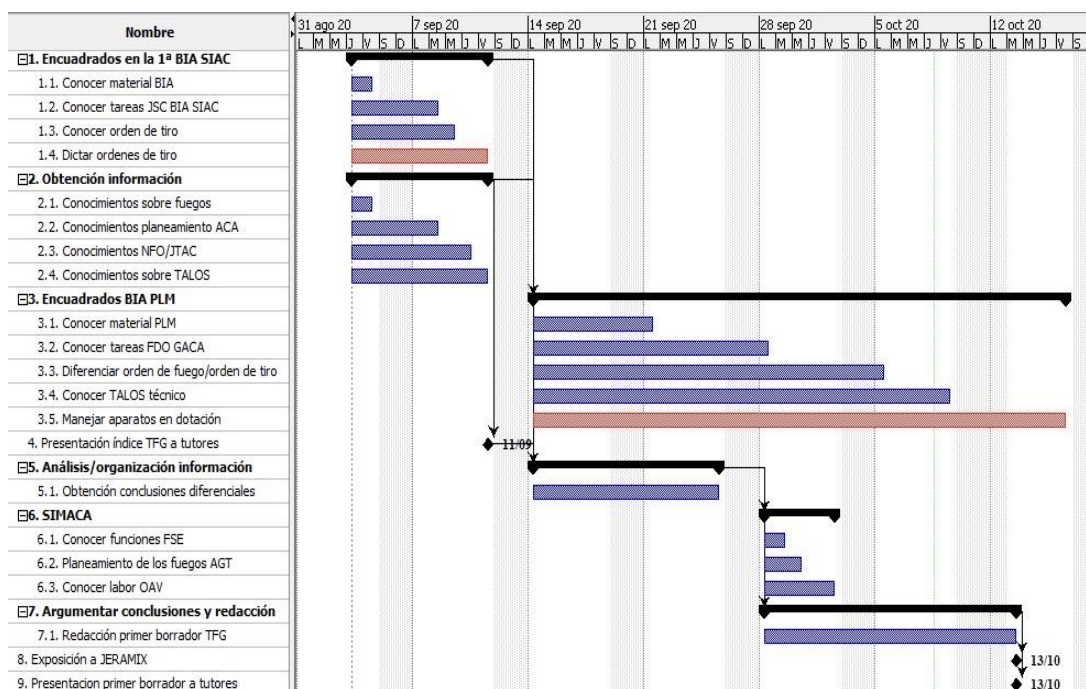 Nombre
31 ago 20 7 sep 20 14 sep 20 21 sep 20 28 sep 20 5 oct 20 12 oct 20
L M M J V S D L M M J V S D L M M J V S D L M M J V S D L M M J V S D L M M J V S D L M M J V S
1. Encuadrados en la 1ª BIA SIAC
1.1. Conocer material BIA
1.2. Conocer tareas JSC BIA SIAC
1.3. Conocer orden de tiro
1.4. Dictar ordenes de tiro
2. Obtención información
2.1. Conocimientos sobre fuegos
2.2. Conocimientos planeamiento ACA
2.3. Conocimientos NFO/JTAC
2.4. Conocimientos sobre TALOS
3. Encuadrados BIA PLM
3.1. Conocer material PLM
3.2. Conocer tareas FDO GACA
3.3. Diferenciar orden de fuego/orden de tiro
3.4. Conocer TALOS técnico
3.5. Manejar aparatos en dotación
4. Presentación índice TFG a tutores 11/09
5. Análisis/organización información
5.1. Obtención conclusiones diferenciales
6. SIMACA
6.1. Conocer funciones FSE
6.2. Planeamiento de los fuegos AGT
6.3. Conocer labor OAV
7. Argumentar conclusiones y redacción
7.1. Redacción primer borrador TFG
8. Exposición a JERAMIX 13/10
9. Presentacion primer borrador a tutores 13/10